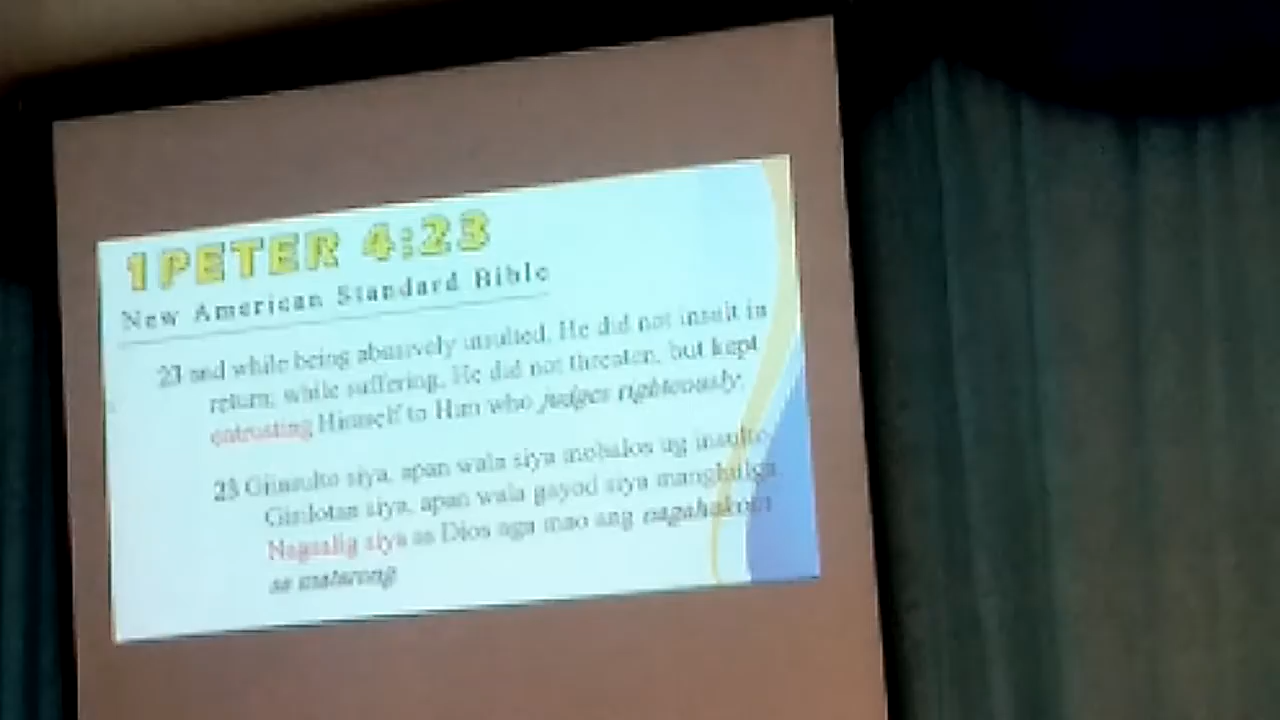 1 PETER 4:23
New American Standard Bible
23 and while being abusively insulted, He did not insult in
return; while suffering, He did not threaten, but kept
entrusting Himself to Him who judges righteously;
23 Giinsulto siya, apan wala siya mobalos ug insulto
siya, apan wala gayod siya manghulga
Nagsalig siya sa Dios nga mao ang nagahukom
sa matarong